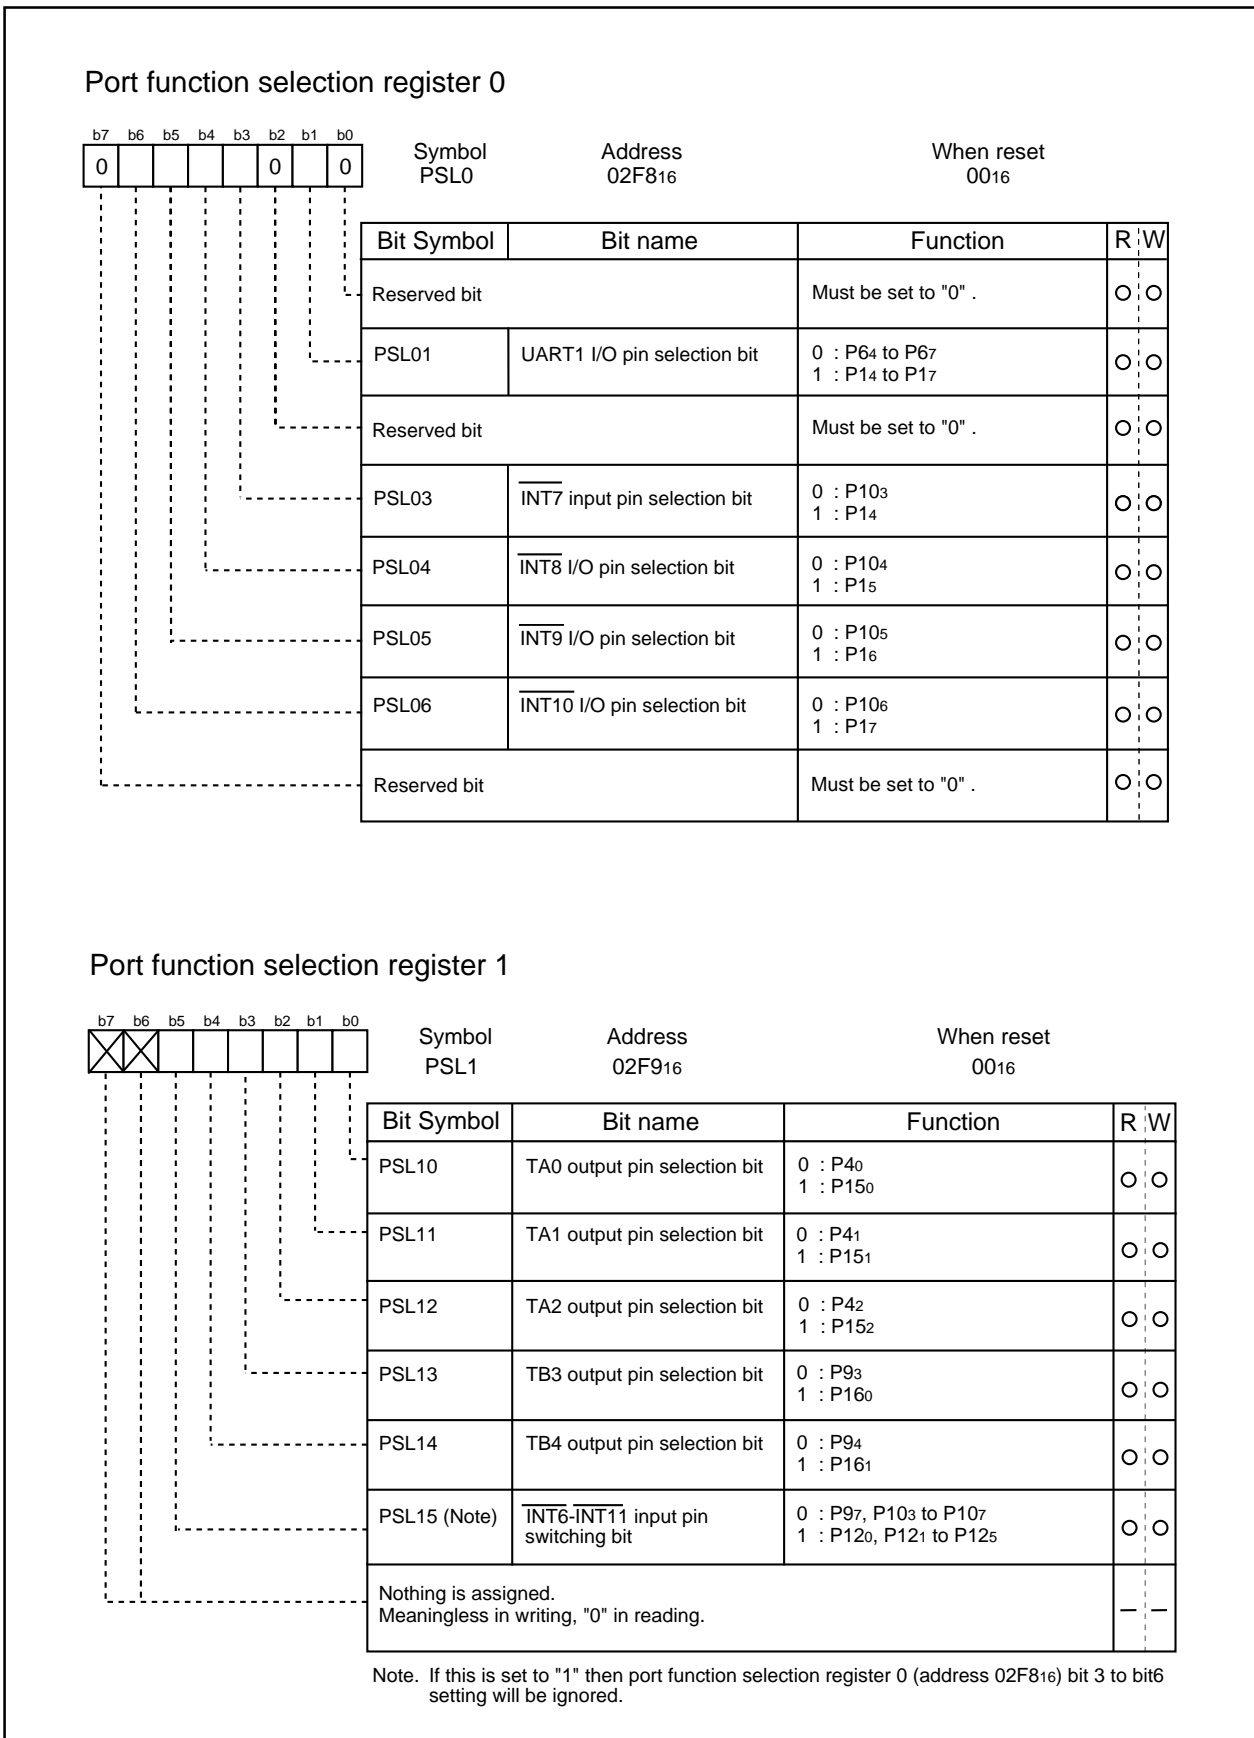 Port function selection register 0
b7 b6 b5 b4 b3 b2 b1 b0
0 0 0
Symbol Address When reset
PSL0 02F816 0016
Bit Symbol Bit name Function R W
Reserved bit Must be set to "0" .
PSL01 UART1 I/O pin selection bit 0 : P64 to P67
1 : P14 to P17
Reserved bit Must be set to "0" .
PSL03 INT7 input pin selection bit 0 : P103
1 : P14
PSL04 INT8 I/O pin selection bit 0 : P104
1 : P15
PSL05 INT9 I/O pin selection bit 0 : P105
1 : P16
PSL06 INT10 I/O pin selection bit 0 : P106
1 : P17
Reserved bit Must be set to "0" .
Port function selection register 1
b7 b6 b5 b4 b3 b2 b1 b0
Symbol Address When reset
PSL1 02F916 0016
Bit Symbol Bit name Function R W
PSL10 TA0 output pin selection bit 0 : P40
1 : P150
PSL11 TA1 output pin selection bit 0 : P41
1 : P151
PSL12 TA2 output pin selection bit 0 : P42
1 : P152
PSL13 TB3 output pin selection bit 0 : P93
1 : P160
PSL14 TB4 output pin selection bit 0 : P94
1 : P161
PSL15 (Note) INT6-INT11 input pin 0 : P97, P103 to P107
switching bit 1 : P120, P121 to P125
Nothing is assigned.
Meaningless in writing, "0" in reading. – –
Note. If this is set to "1" then port function selection register 0 (address 02F816) bit 3 to bit6
setting will be ignored.